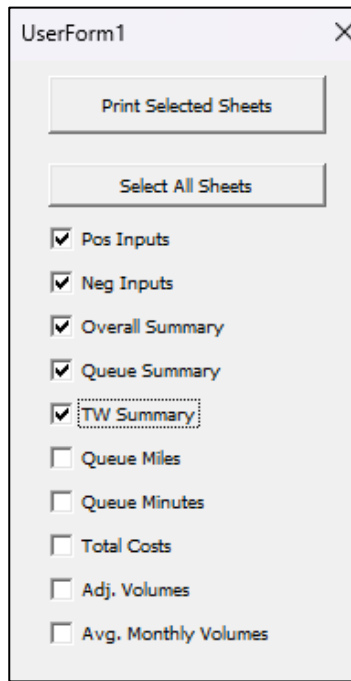 UserForm1
Print Selected Sheets
Select All Sheets
Pos Inputs
Neg Inputs
Overall Summary
Queue Summary
TW Summary
Queue Miles
Queue Minutes
Total Costs
Adj. Volumes
Avg. Monthly Volumes